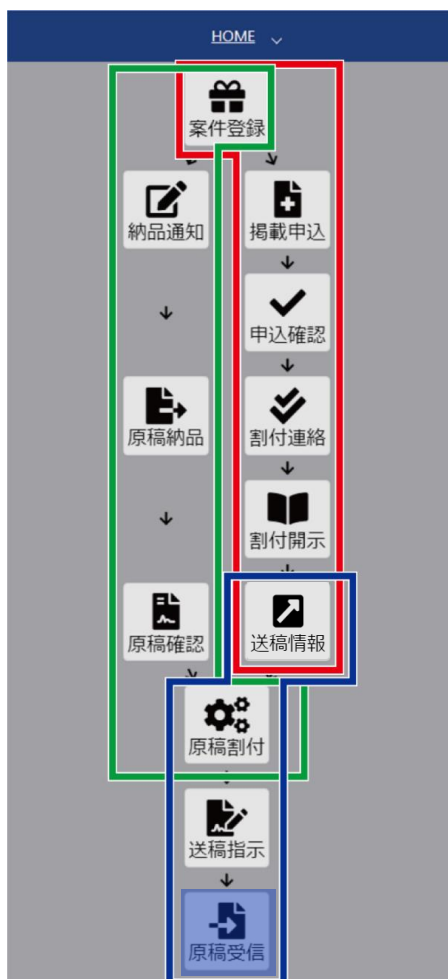 HOME
案件登録
納品通知
掲載申込
申込確認
原稿納品
割付連絡
割付開示
原稿確認
送稿情報
原稿割付
送稿指示
原稿受信